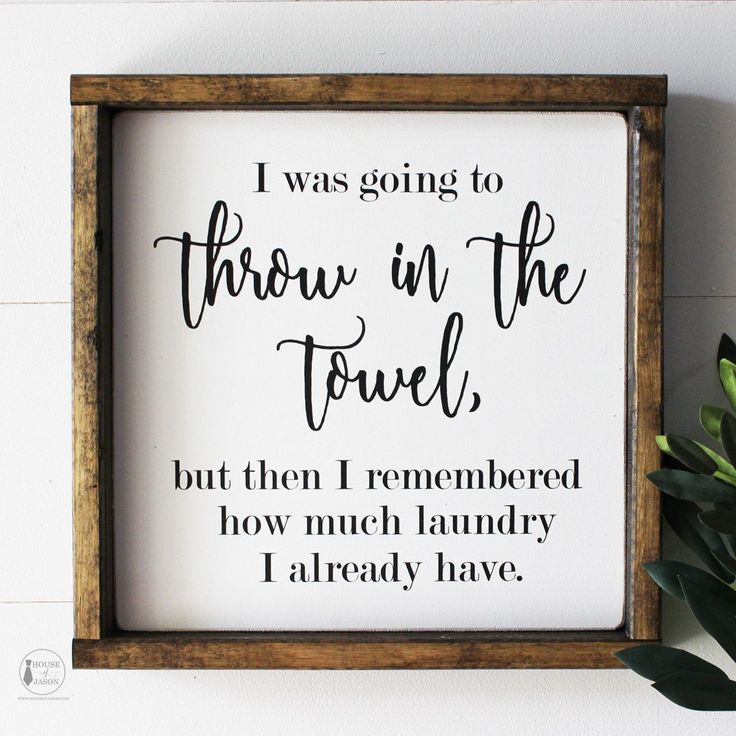 I was going to
throw in the
towel,
but then I remembered
how much laundry
I already have.
HOUSE
of
JASON